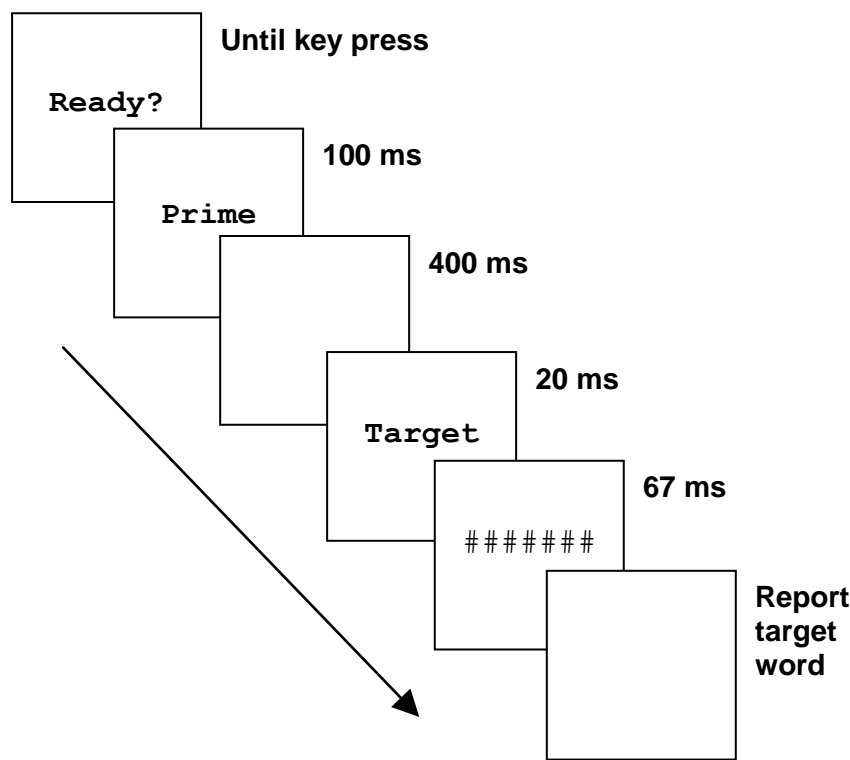 Until key press
Ready?
100 ms
Prime
400 ms
20 ms
Target
67 ms
#######
Report
target
word